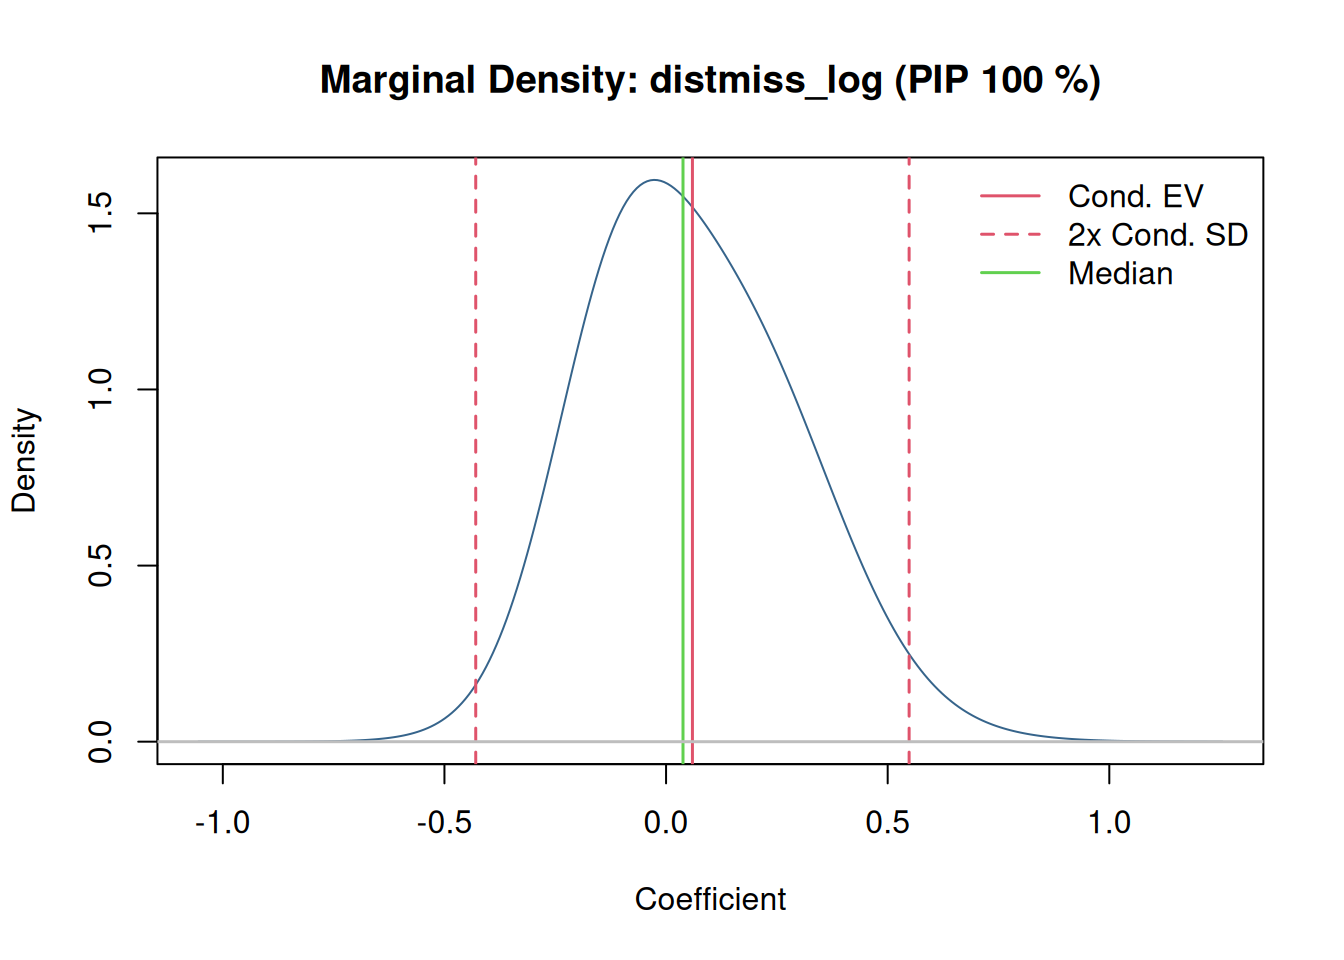 Marginal Density: distmiss_log (PIP 100 %)
Cond. EV
2x Cond. SD
Median
Density
1.5
1.0
0.5
0.0
-1.0
-0.5
0.0
0.5
1.0
Coefficient